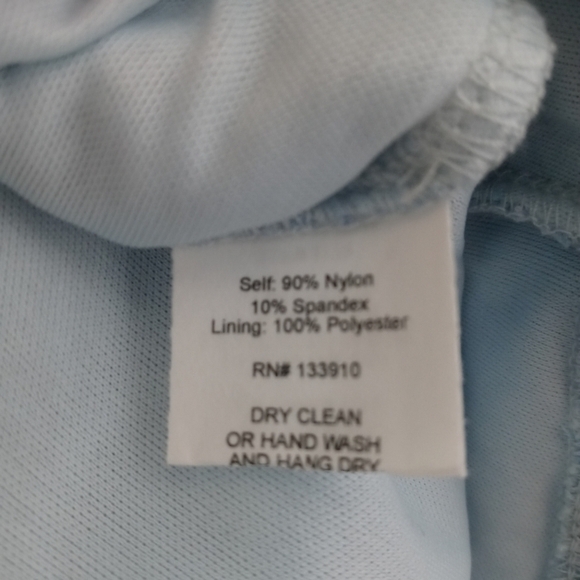 Self: 90% Nylon
10% Spandex
Lining: 100% Polyester
RN# 133910
DRY CLEAN
OR HAND WASH
AND HANG DRY